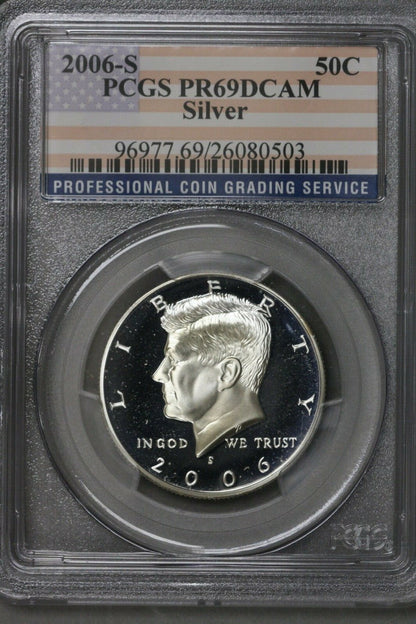 2006-S 50C
PCGS PR69DCAM
Silver
96977 69/26080503
PROFESSIONAL COIN GRADING SERVICE
LIBERTY
IN GOD WE TRUST
S
2006
PCGS